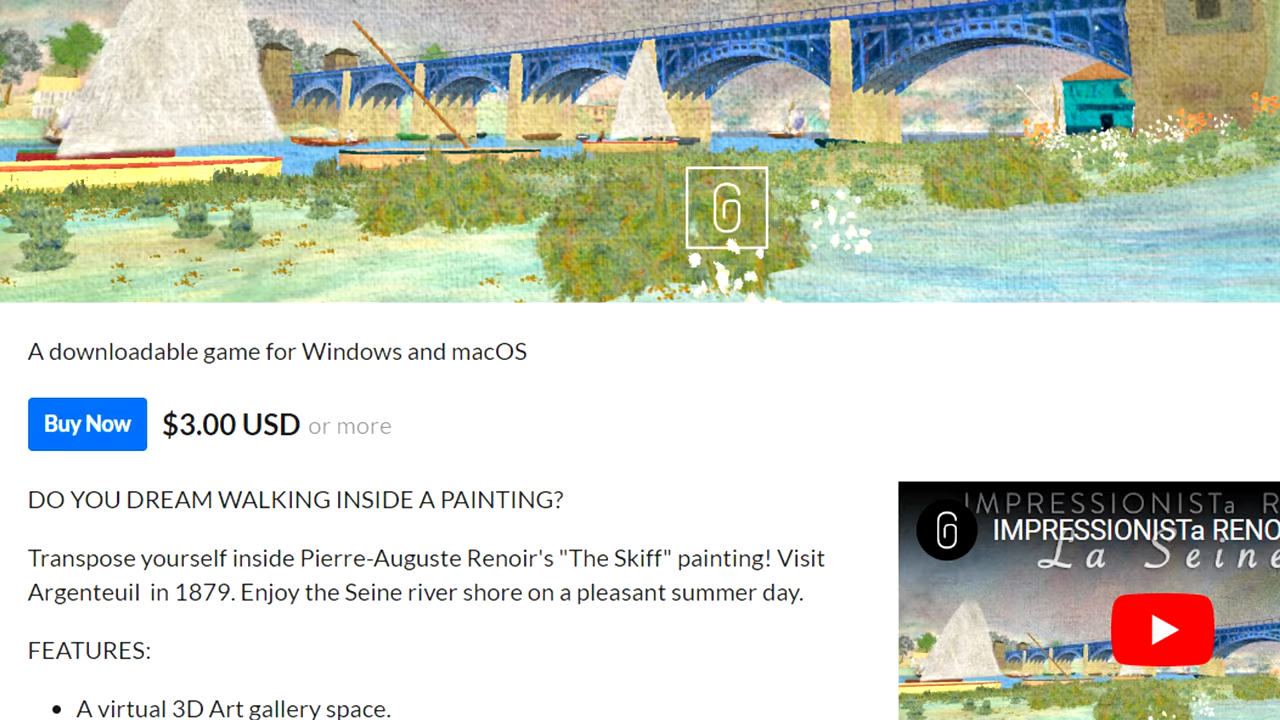 G
A downloadable game for Windows and macOS
Buy Now $3.00 USD or more
DO YOU DREAM WALKING INSIDE A PAINTING?
Transpose yourself inside Pierre-Auguste Renoir's "The Skiff" painting! Visit
Argenteuil in 1879. Enjoy the Seine river shore on a pleasant summer day.
FEATURES:
• A virtual 3D Art gallery space.
IMPRESSIONISTa R
G IMPRESSIONISTa RENO
La Seine